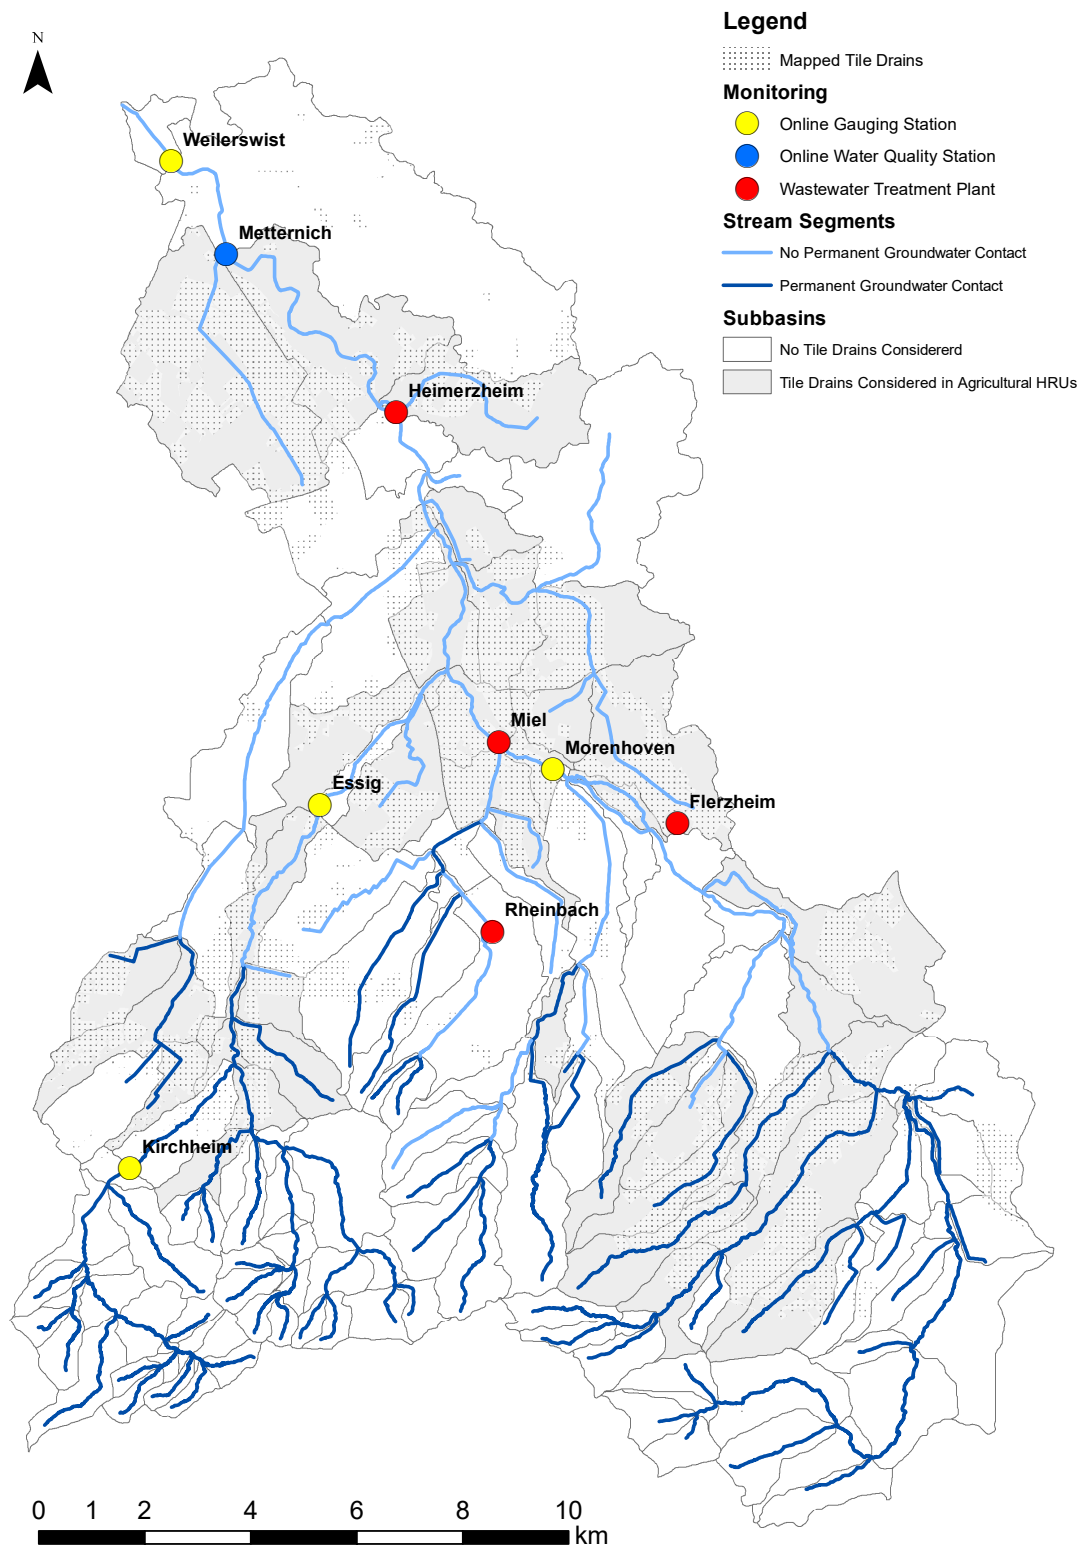 Legend
N
Mapped Tile Drains
Monitoring
Online Gauging Station
Online Water Quality Station
Wastewater Treatment Plant
Stream Segments
No Permanent Groundwater Contact
Permanent Groundwater Contact
Subbasins
No Tile Drains Considererd
Tile Drains Considered in Agricultural HRUs
Weilerswist
Metternich
Heimerzheim
Miel
Morenhoven
Essig
Flerzheim
Rheinbach
Kirchheim
0 1 2 4 6 8 10
km